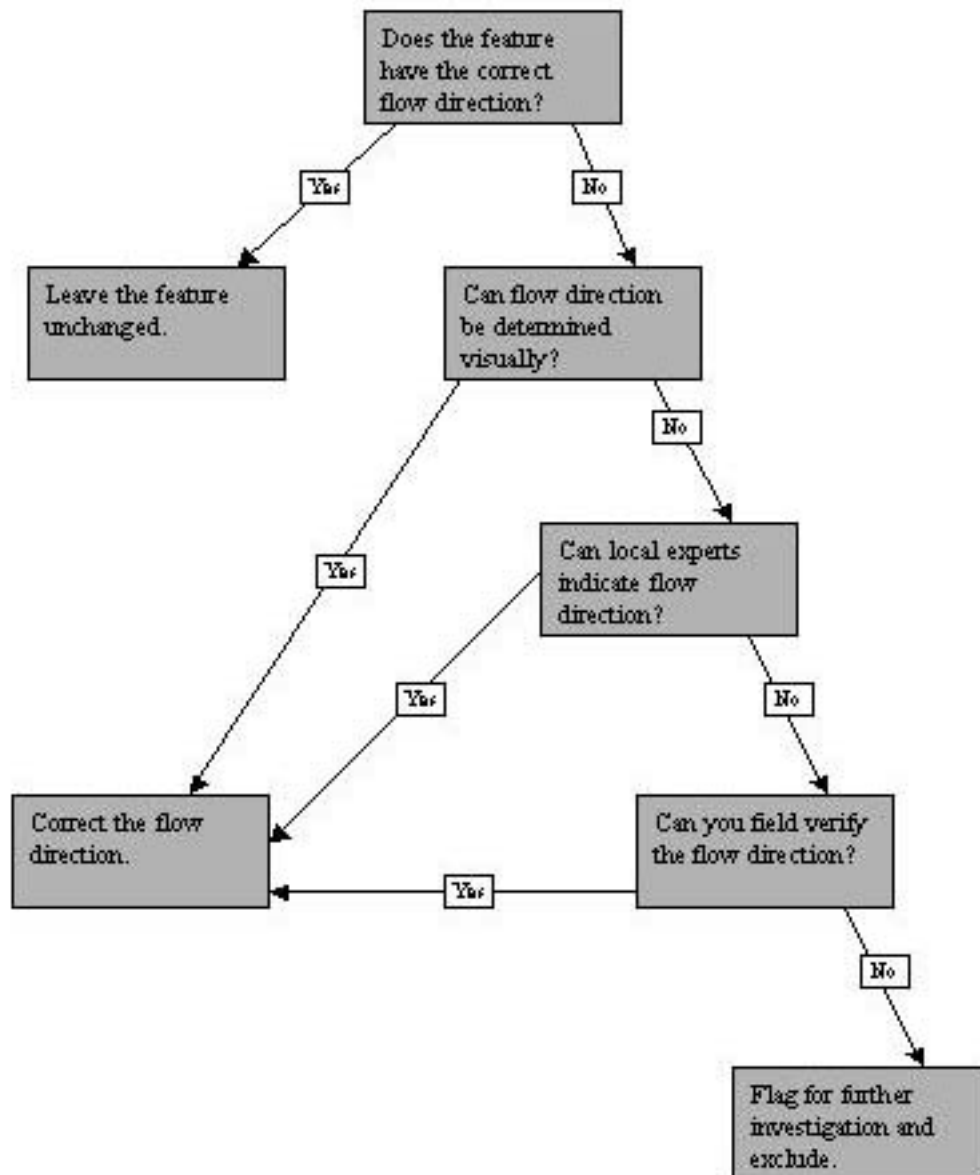 Does the feature
have the correct
flow direction?
Yes
No
Leave the feature
unchanged.
Can flow direction
be determined
visually?
No
Yes
Can local experts
indicate flow
direction?
Yes
No
Correct the flow
direction.
Can you field verify
the flow direction?
Yes
No
Flag for further
investigation and
exclude.